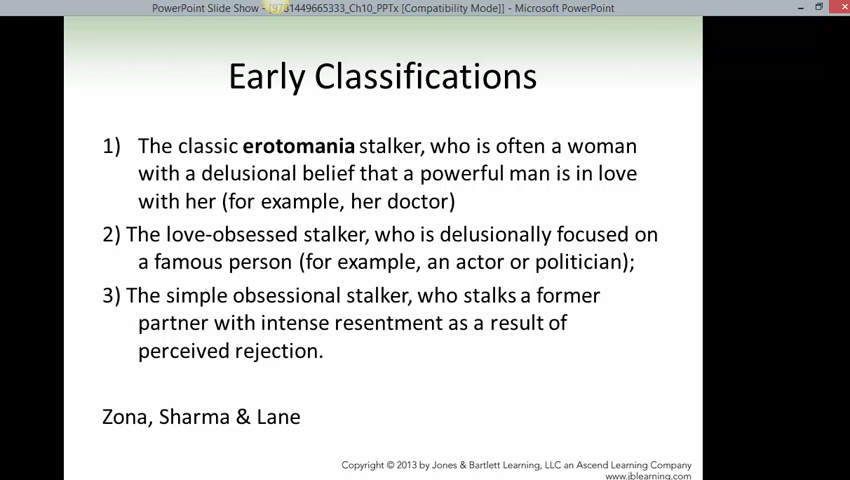 PowerPoint Slide Show - [9781449665333_Ch10_PPTx [Compatibility Mode]] - Microsoft PowerPoint
Early Classifications
1) The classic erotomania stalker, who is often a woman
with a delusional belief that a powerful man is in love
with her (for example, her doctor)
2) The love-obsessed stalker, who is delusionally focused on
a famous person (for example, an actor or politician);
3) The simple obsessional stalker, who stalks a former
partner with intense resentment as a result of
perceived rejection.
Zona, Sharma & Lane
Copyright © 2013 by Jones & Bartlett Learning, LLC an Ascend Learning Company
www.jblearning.com